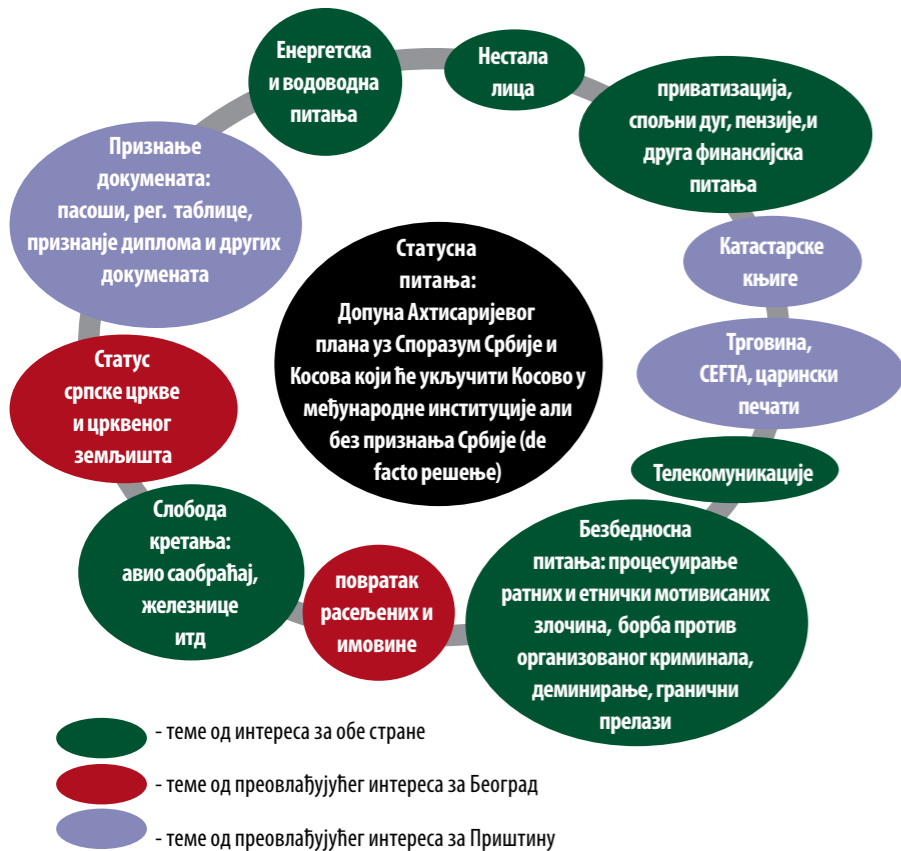 Енергетска
и водоводна
питања
Нестала
лица
приватизација,
спољни дуг, пензије,и
друга финансијска
питања
Признање
докумената:
пасоши, рег. таблице,
признанје диплома и других
докумената
Катастарске
књиге
Статусна
питања:
Допуна Ахтисаријевог
плана уз Споразум Србије и
Косова који ће укључити Косово у
међународне институције али
без признања Србије (de
facto решење)
Трговина,
CEFTA, царински
печати
Статус
српске цркве
и црквеног
земљишта
Телекомуникације
Слобода
кретања:
авио саобраћај,
железнице
итд
повратак
расељених и
имовине
Безбедносна
питања: процесуирање
ратних и етнички мотивисаних
злочина, борба против
организованог криминала,
деминирање, гранични
прелази
- теме од интереса за обе стране
- теме од преовлађујућег интереса за Београд
- теме од преовлађујућег интереса за Приштину